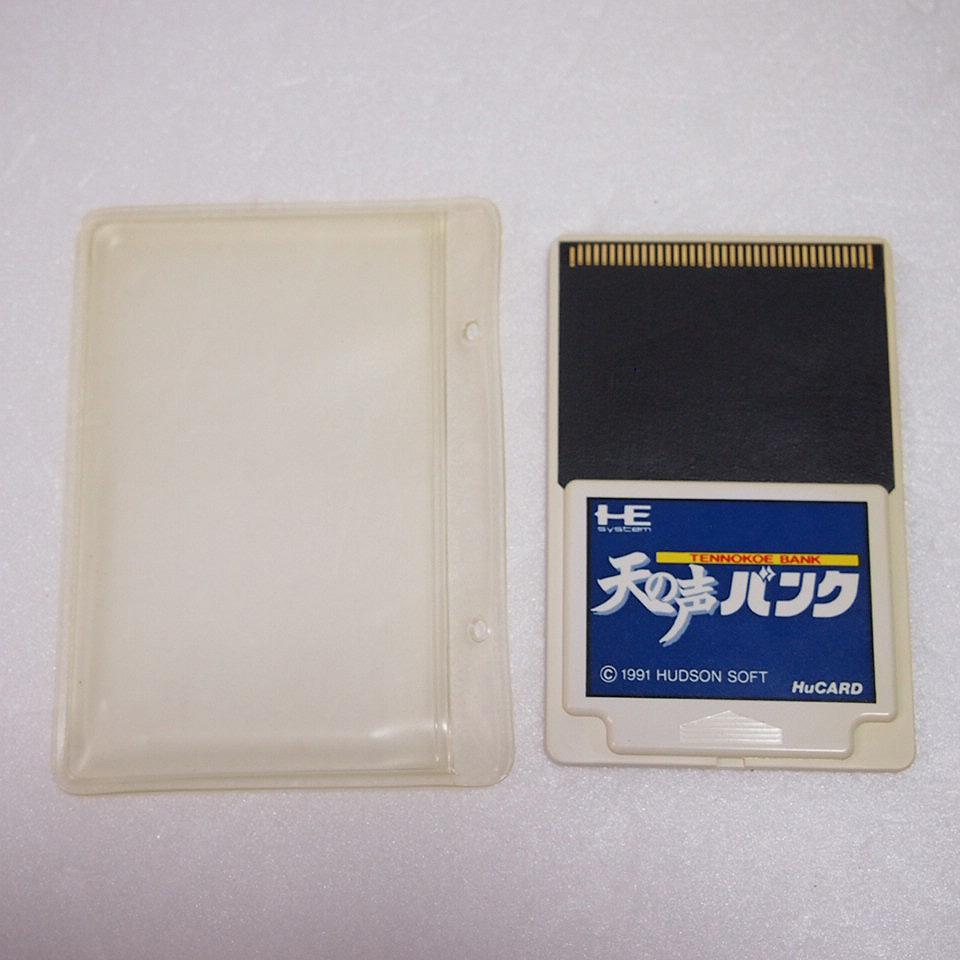 HE
system
TENNOKOE BANK
天の声バンク
© 1991 HUDSON SOFT
HuCARD